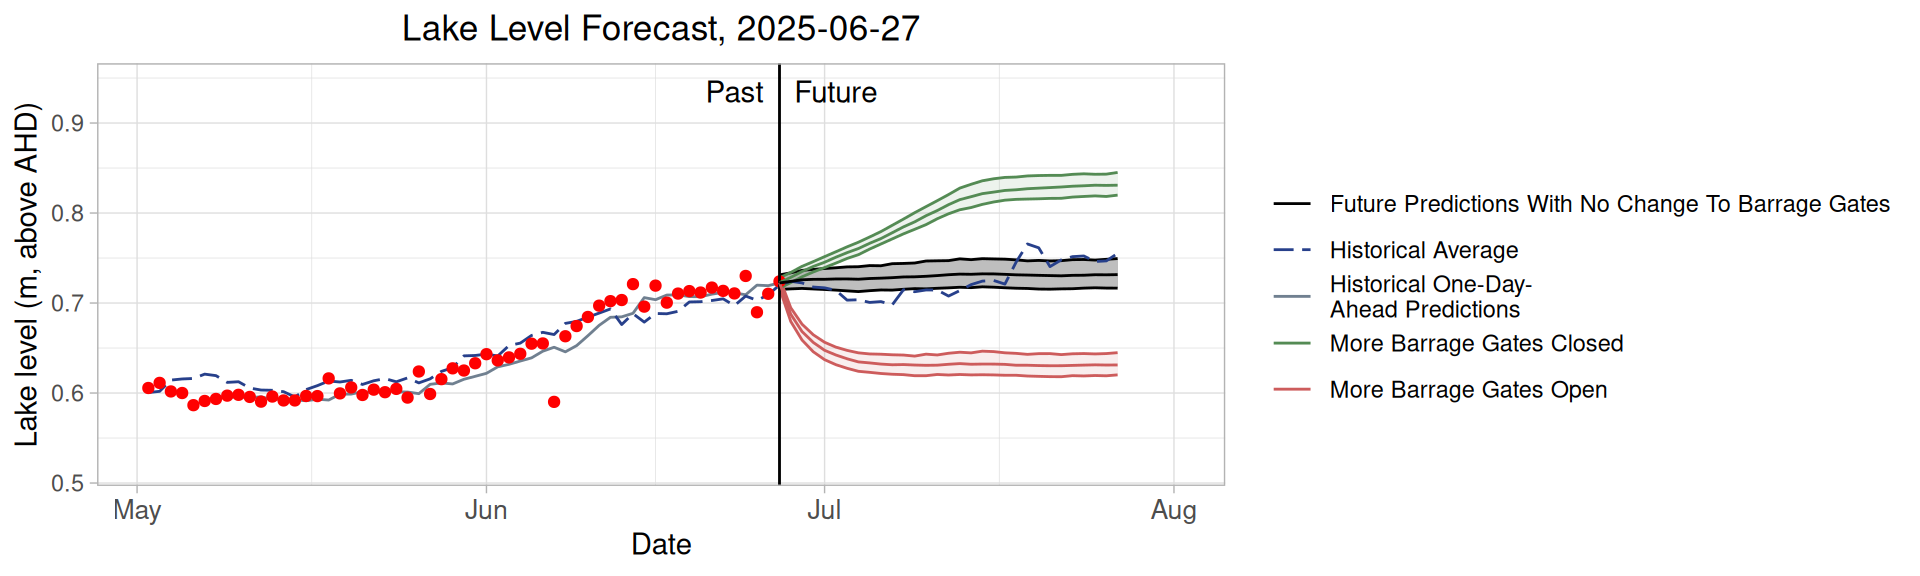 Lake Level Forecast, 2025-06-27
Past
Future
Lake level (m, above AHD)
0.9
0.8
0.7
0.6
0.5
May
Jun
Jul
Aug
Date
Future Predictions With No Change To Barrage Gates
Historical Average
Historical One-Day-
Ahead Predictions
More Barrage Gates Closed
More Barrage Gates Open